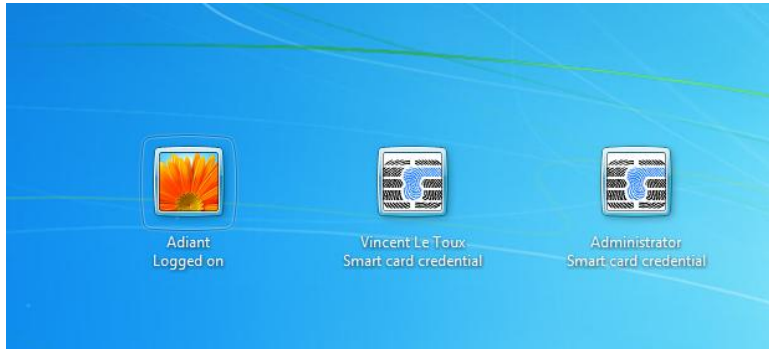 Adiant
Logged on
Vincent Le Toux
Smart card credential
Administrator
Smart card credential